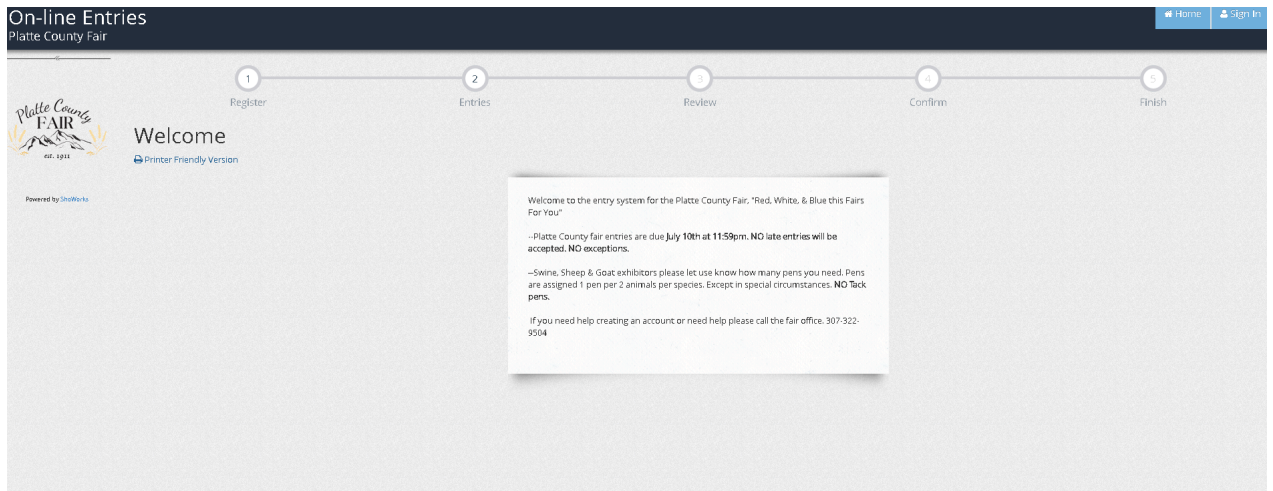 On-line Entries
Platte County Fair
Home
Sign In
1
2
3
4
5
Register
Entries
Review
Confirm
Finish
Platte County
FAIR
est. 1911
Welcome
Printer Friendly Version
Powered by ShoWorks
Welcome to the entry system for the Platte County Fair, "Red, White, & Blue this Fairs
For You"
--Platte County fair entries are due July 10th at 11:59pm. NO late entries will be
accepted. NO exceptions.
--Swine, Sheep & Goat exhibitors please let use know how many pens you need. Pens
are assigned 1 pen per 2 animals per species. Except in special circumstances. NO Tack
pens.
If you need help creating an account or need help please call the fair office. 307-322-
9504